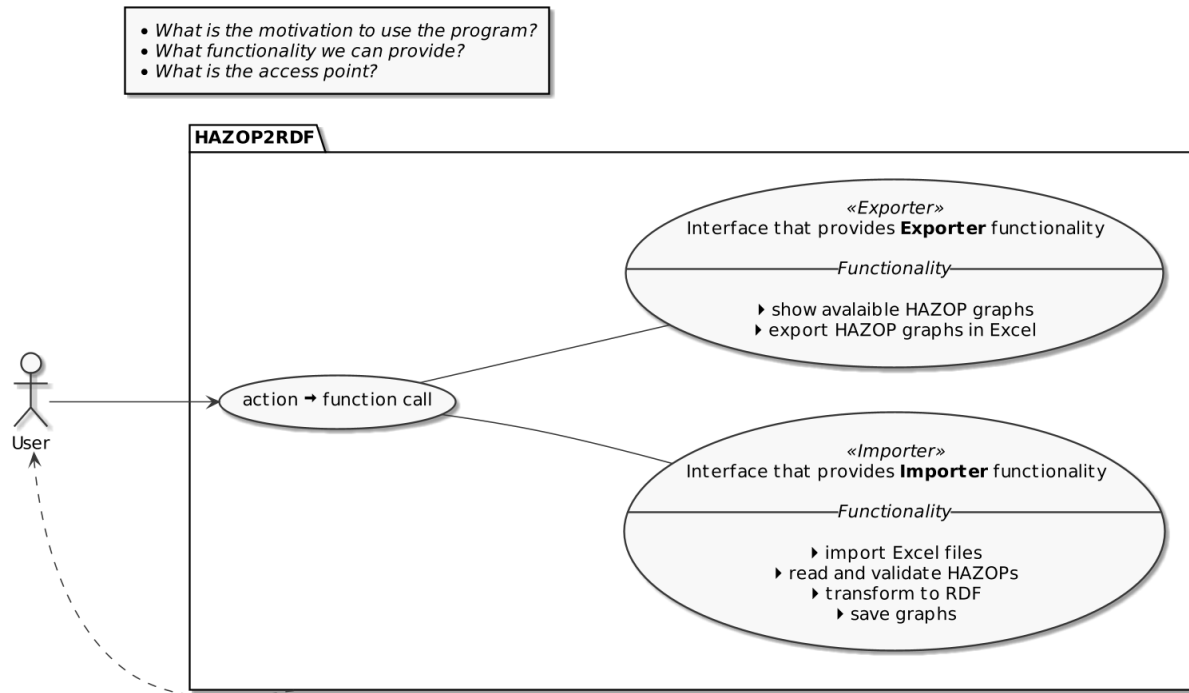 • What is the motivation to use the program?
• What functionality we can provide?
• What is the access point?
HAZOP2RDF
«Exporter»
Interface that provides Exporter functionality
Functionality
show avalaible HAZOP graphs
export HAZOP graphs in Excel
User
action → function call
«Importer»
Interface that provides Importer functionality
Functionality
import Excel files
read and validate HAZOPs
transform to RDF
save graphs